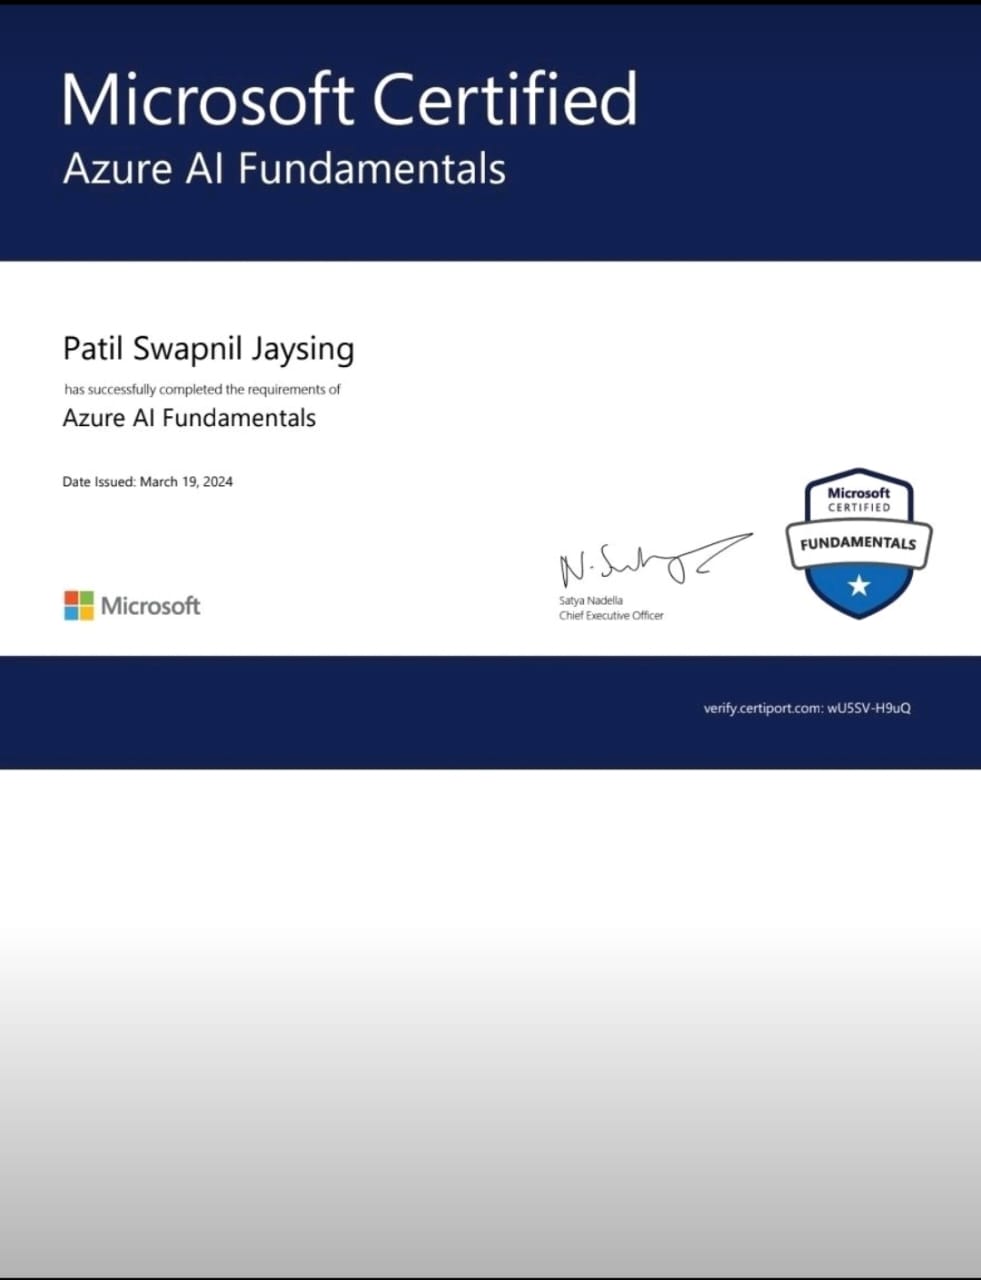 Microsoft Certified
Azure AI Fundamentals
Patil Swapnil Jaysing
has successfully completed the requirements of
Azure AI Fundamentals
Date Issued: March 19, 2024
Microsoft
CERTIFIED
FUNDAMENTALS
Satya Nadella
Chief Executive Officer
Microsoft
verify.certiport.com: wU5SV-H9uQ